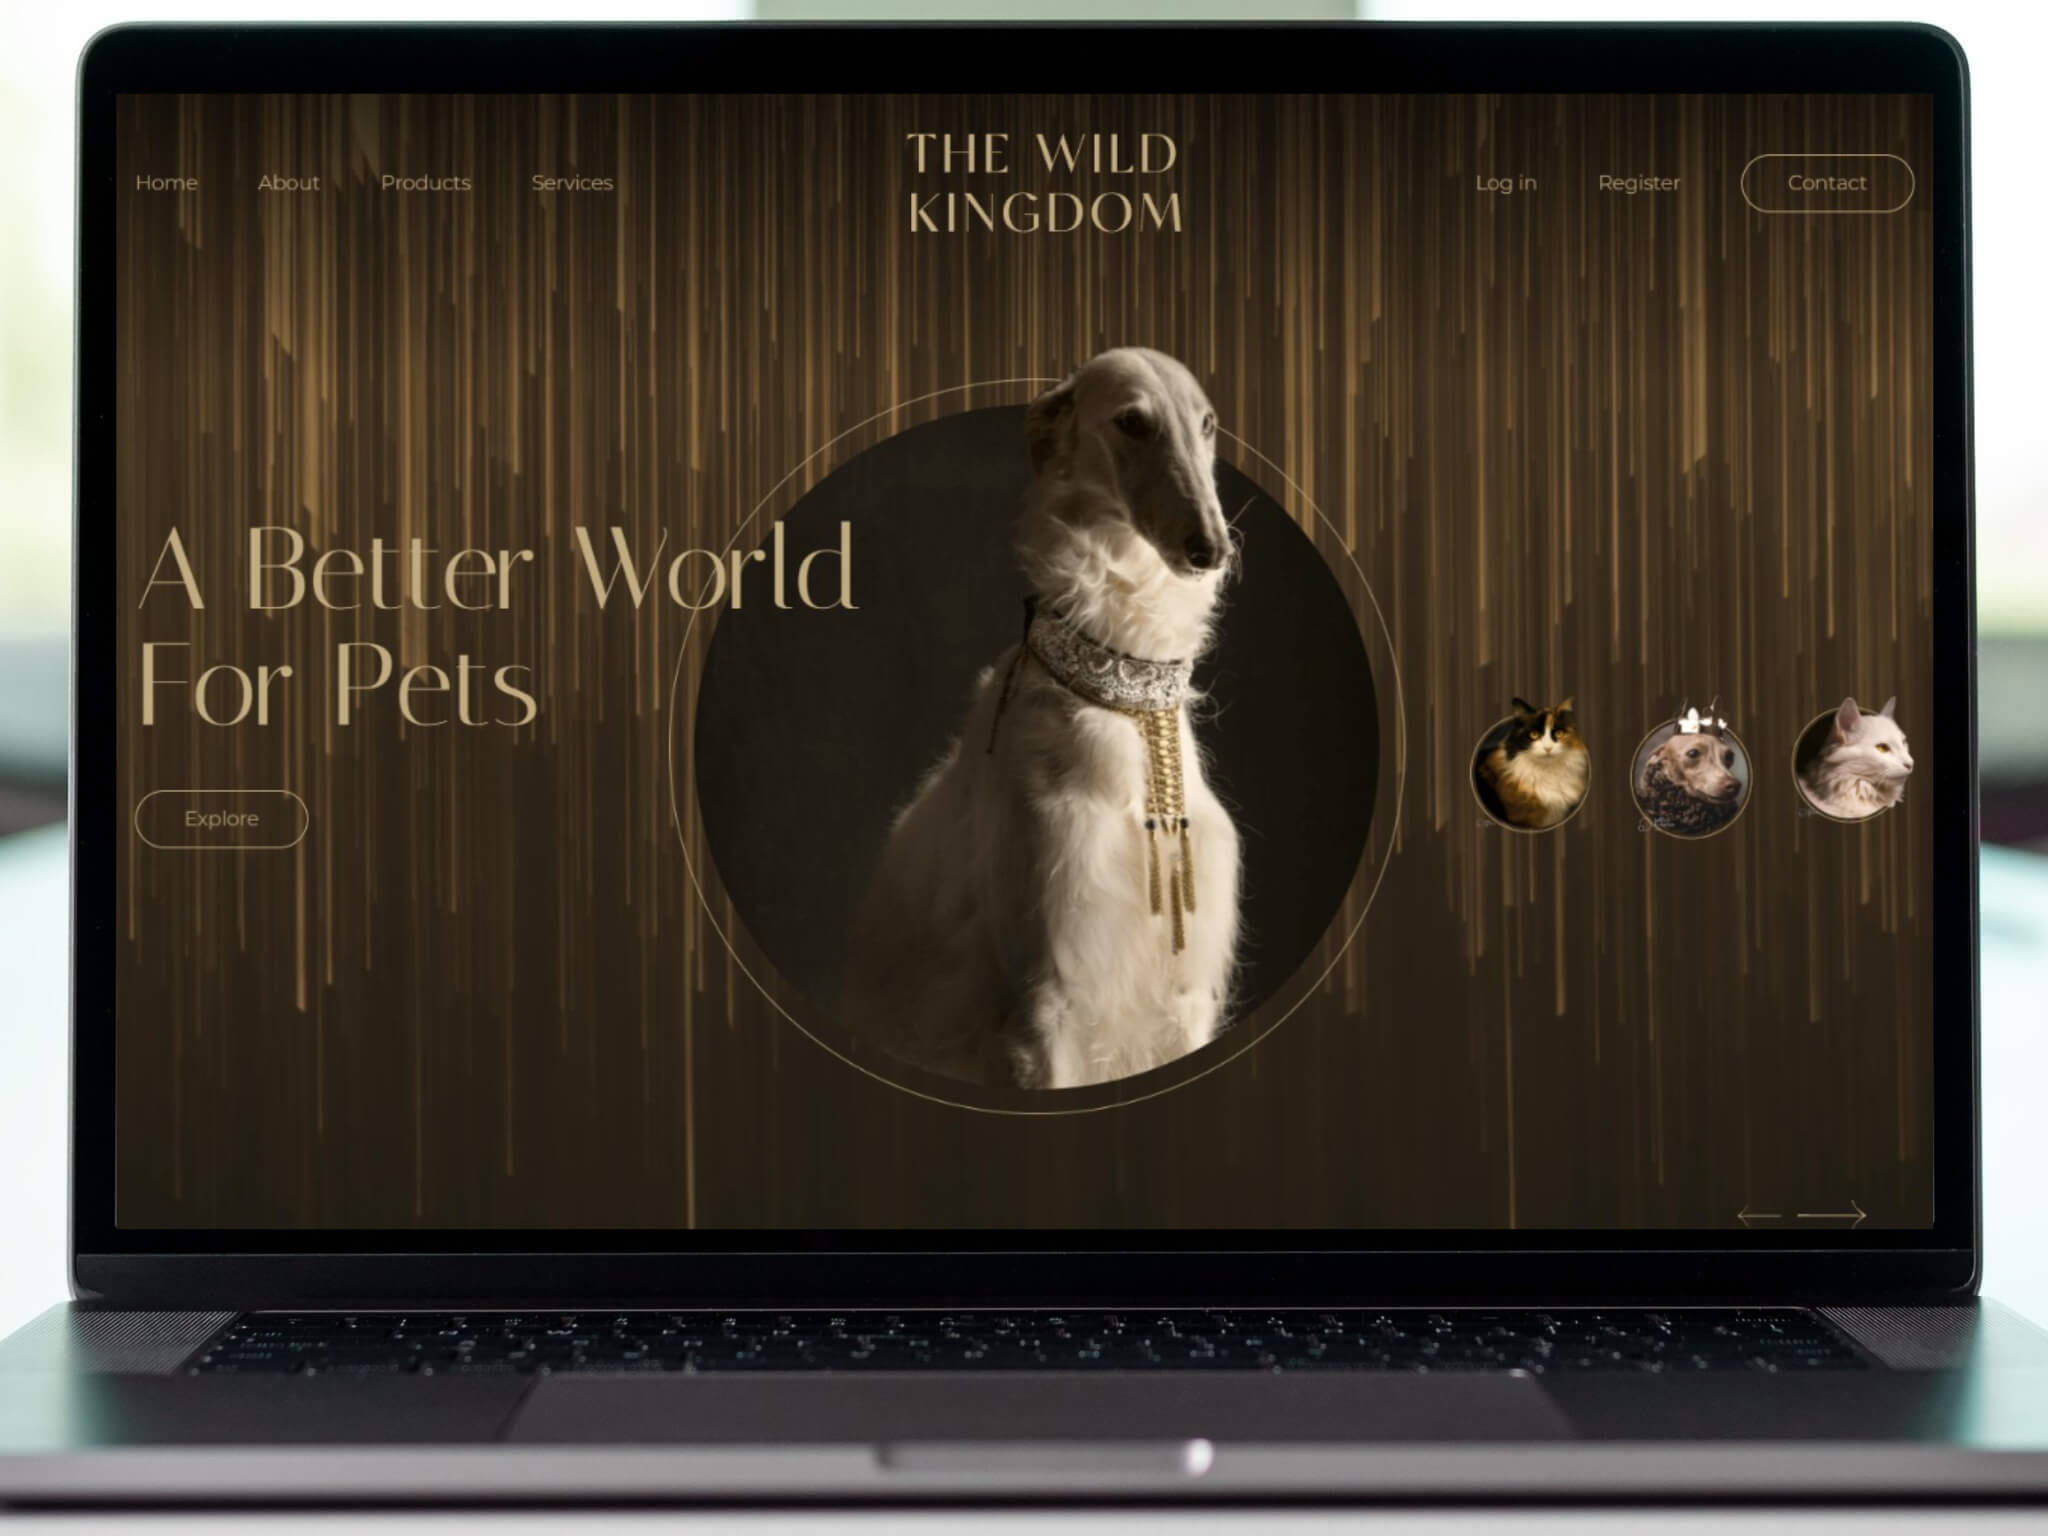 Home About Products Services
THE WILD
KINGDOM
Log in Register Contact
A Better World
For Pets
Explore